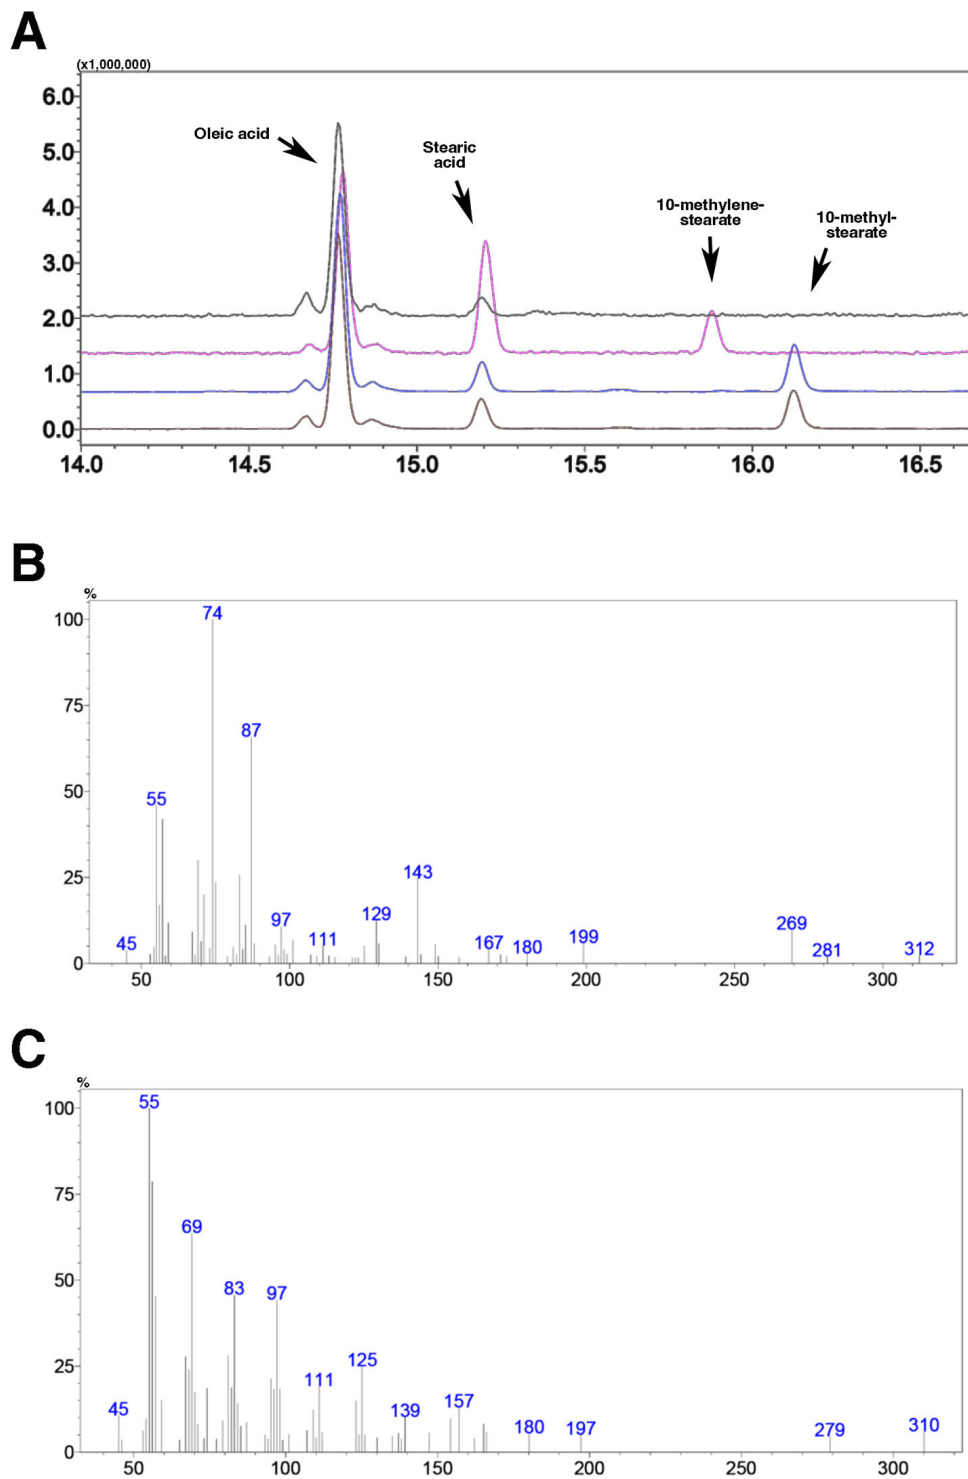 A
(x1,000,000)
6.0
5.0
4.0
3.0
2.0
1.0
0.0
Oleic acid
Stearic
acid
10-methylene-
stearate
10-methyl-
stearate
14.0 14.5 15.0 15.5 16.0 16.5
B
%
100
75
50
25
0
45 55 74 87 97 111 129 143 167 180 199 269 281 312
50 100 150 200 250 300
C
%
100
75
50
25
0
45 55 69 83 97 111 125 139 157 180 197 279 310
50 100 150 200 250 300